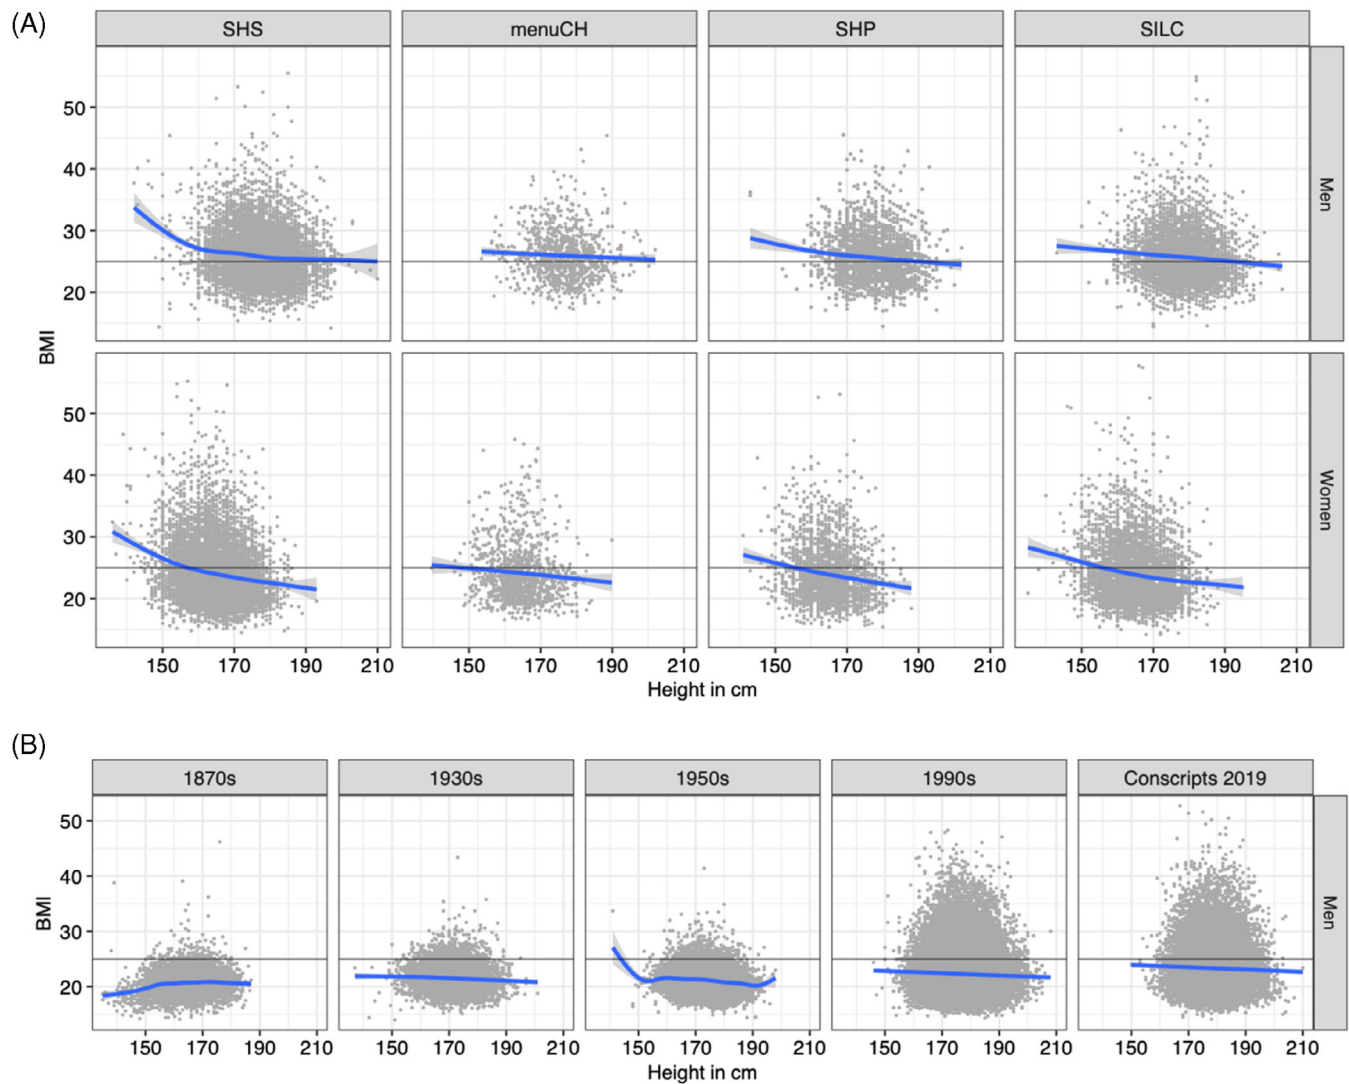 (A)
SHS menuCH SHP SILC
50
40
30
20
Men
BMI
50
40
30
20
Women
150 170 190 210 150 170 190 210 150 170 190 210 150 170 190 210
Height in cm
(B)
1870s 1930s 1950s 1990s Conscripts 2019
50
40
30
20
BMI
Men
150 170 190 210 150 170 190 210 150 170 190 210 150 170 190 210 150 170 190 210
Height in cm